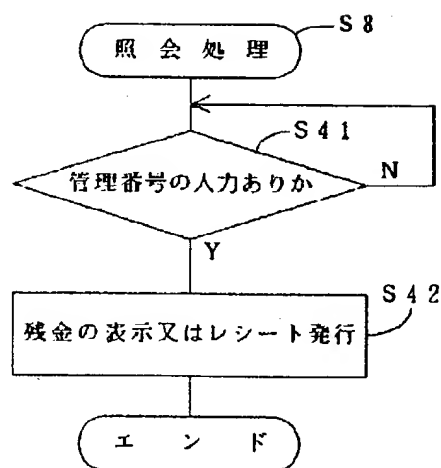 S8
照会処理
S41
管理番号の入力ありか
N
Y
S42
残金の表示又はレシート発行
エンド